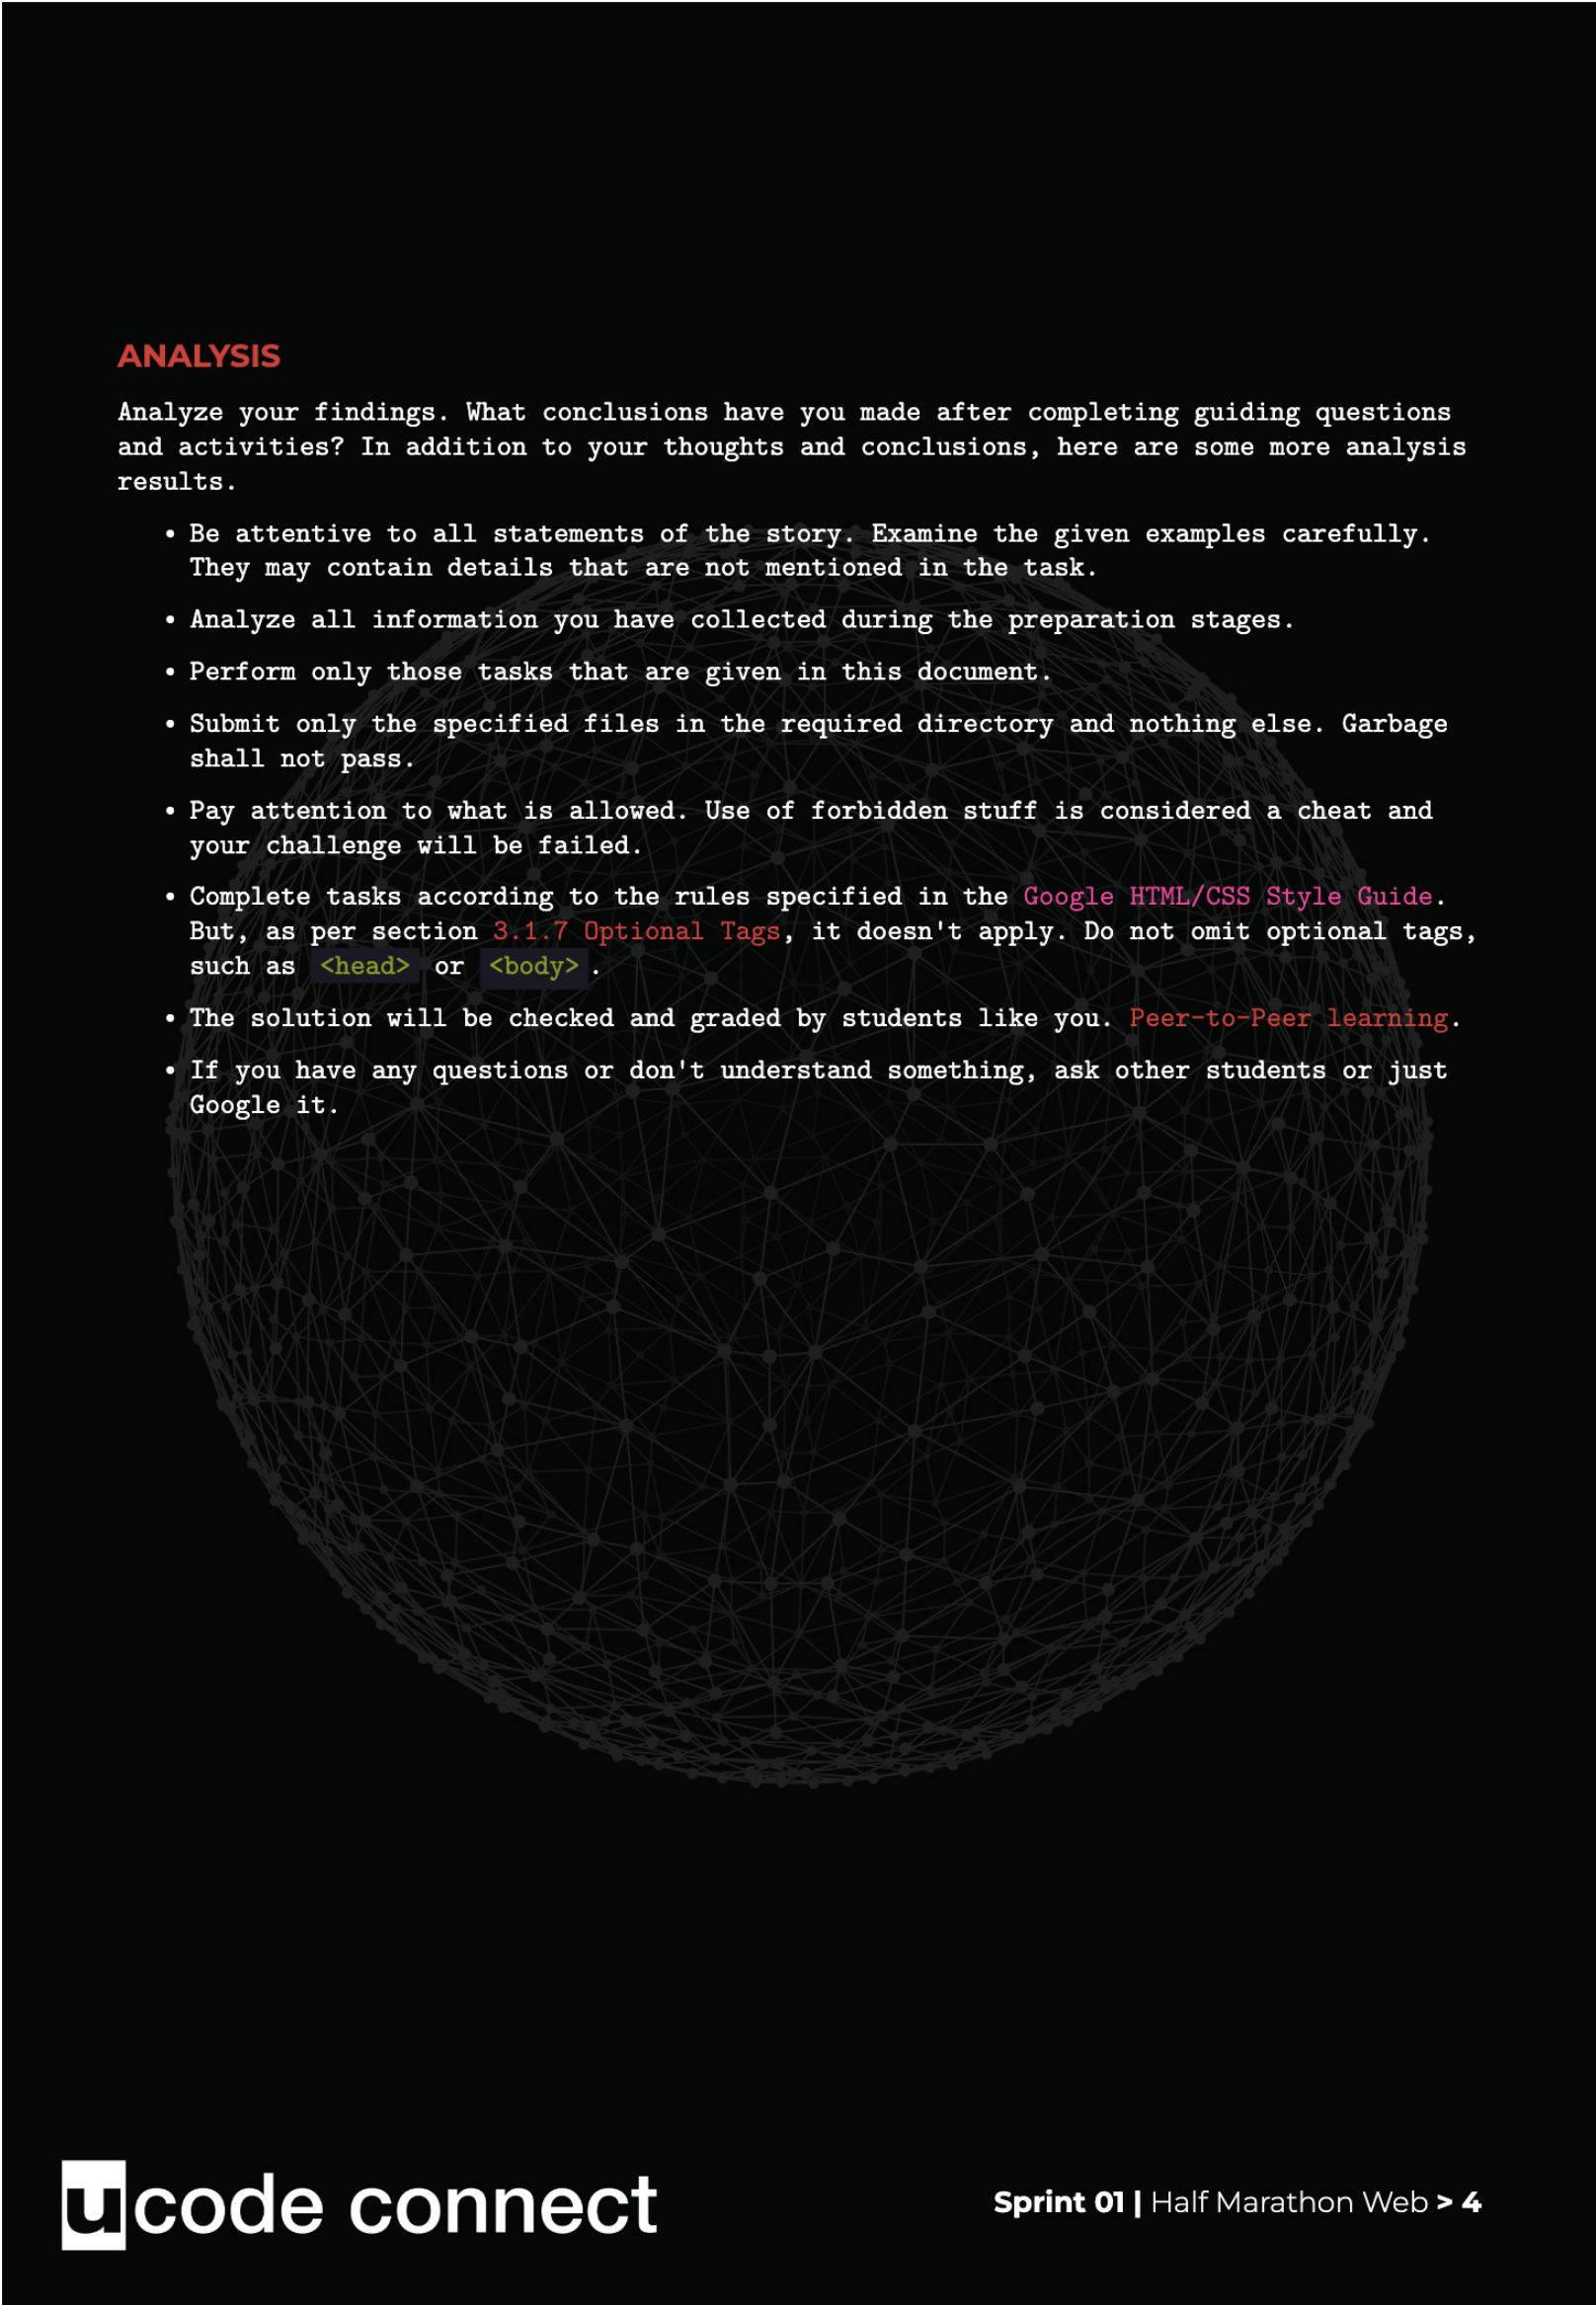 ANALYSIS
Analyze your findings. What conclusions have you made after completing guiding questions
and activities? In addition to your thoughts and conclusions, here are some more analysis
results.
• Be attentive to all statements of the story. Examine the given examples carefully.
They may contain details that are not mentioned in the task.
• Analyze all information you have collected during the preparation stages.
• Perform only those tasks that are given in this document.
• Submit only the specified files in the required directory and nothing else. Garbage
shall not pass.
• Pay attention to what is allowed. Use of forbidden stuff is considered a cheat and
your challenge will be failed.
• Complete tasks according to the rules specified in the Google HTML/CSS Style Guide.
But, as per section 3.1.7 Optional Tags, it doesn't apply. Do not omit optional tags,
such as <head> or <body>.
• The solution will be checked and graded by students like you. Peer-to-Peer learning.
• If you have any questions or don't understand something, ask other students or just
Google it.
ucode connect
Sprint 01 | Half Marathon Web > 4